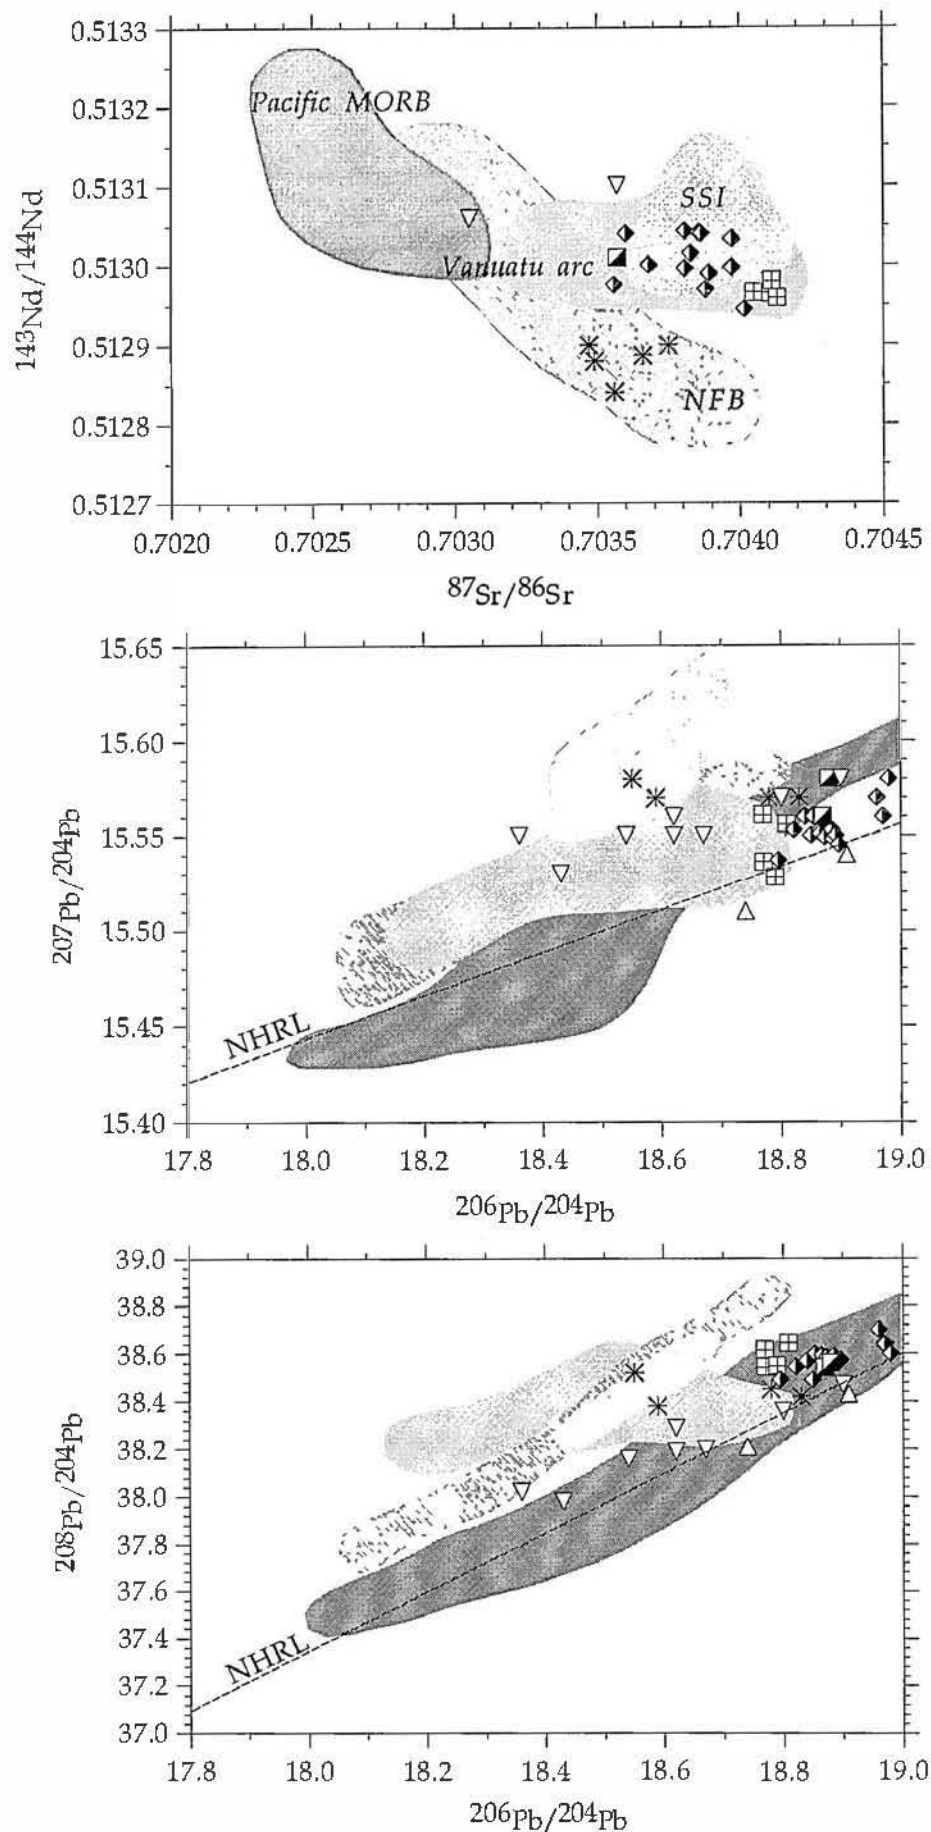 0.5133
0.5132
0.5131
0.5130
0.5129
0.5128
0.5127
143Nd/144Nd
Pacific MORB
SSI
Vanuatu arc
NFB
0.7020 0.7025 0.7030 0.7035 0.7040 0.7045
87Sr/86Sr
15.65
15.60
15.55
15.50
15.45
15.40
207Pb/204Pb
NHRL
17.8 18.0 18.2 18.4 18.6 18.8 19.0
206Pb/204Pb
39.0
38.8
38.6
38.4
38.2
38.0
37.8
37.6
37.4
37.2
37.0
208Pb/204Pb
NHRL
17.8 18.0 18.2 18.4 18.6 18.8 19.0
206Pb/204Pb